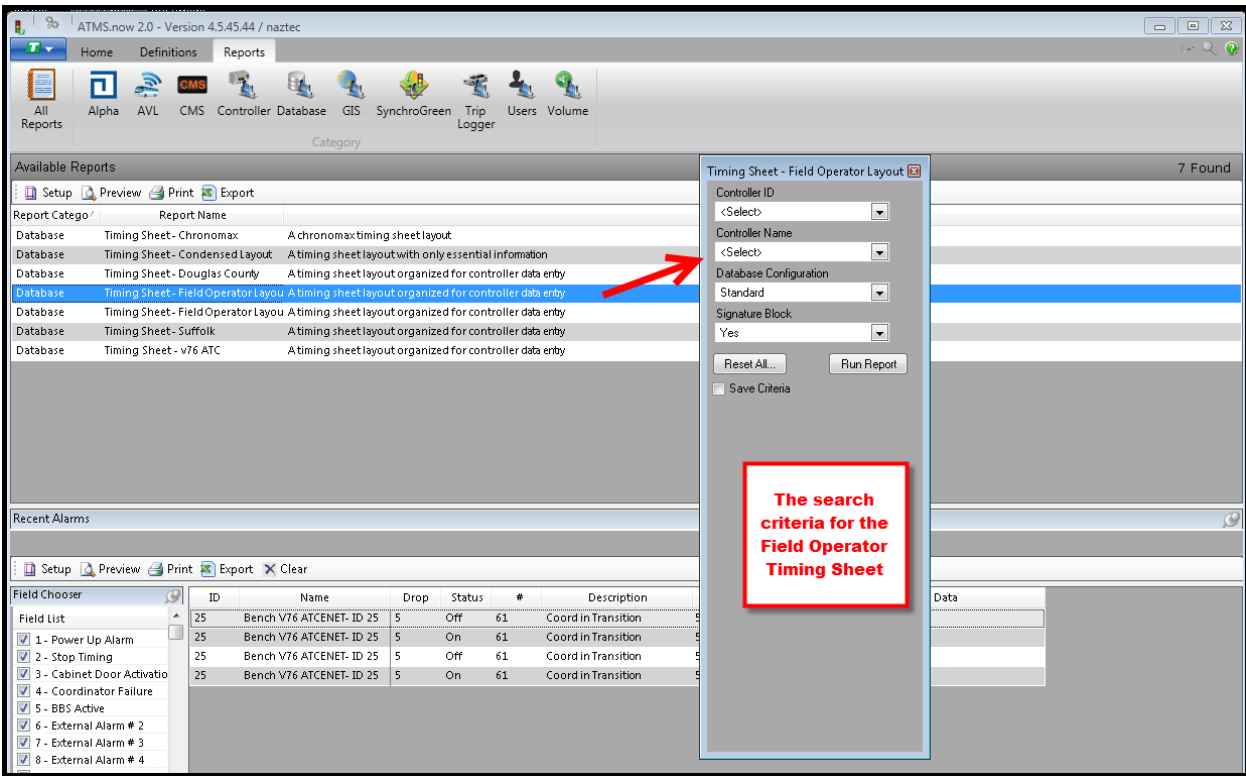 ATMS.now 2.0 - Version 4.5.45.44 / naztec
T Home Definitions Reports
All Reports Alpha AVL CMS CMS Controller Database GIS SynchroGreen Trip Logger Users Volume
Category
Available Reports 7 Found
Setup Preview Print Export
Report Catego Report Name
Database Timing Sheet - Chronomax A chronomax timing sheet layout
Database Timing Sheet - Condensed Layout A timing sheet layout with only essential information
Database Timing Sheet - Douglas County A timing sheet layout organized for controller data entry
Database Timing Sheet - Field Operator Layou A timing sheet layout organized for controller data entry
Database Timing Sheet - Field Operator Layou A timing sheet layout organized for controller data entry
Database Timing Sheet - Suffolk A timing sheet layout organized for controller data entry
Database Timing Sheet - v76 ATC A timing sheet layout organized for controller data entry
Timing Sheet - Field Operator Layout
Controller ID
<Select>
Controller Name
<Select>
Database Configuration
Standard
Signature Block
Yes
Reset All... Run Report
Save Criteria
The search
criteria for the
Field Operator
Timing Sheet
Recent Alarms
Setup Preview Print Export Clear
Field Chooser
Field List
1 - Power Up Alarm
2 - Stop Timing
3 - Cabinet Door Activatio
4 - Coordinator Failure
5 - BBS Active
6 - External Alarm # 2
7 - External Alarm # 3
8 - External Alarm # 4
ID Name Drop Status # Description Data
25 Bench V76 ATCENET- ID 25 5 Off 61 Coord in Transition 5
25 Bench V76 ATCENET- ID 25 5 On 61 Coord in Transition 5
25 Bench V76 ATCENET- ID 25 5 Off 61 Coord in Transition 5
25 Bench V76 ATCENET- ID 25 5 On 61 Coord in Transition 5